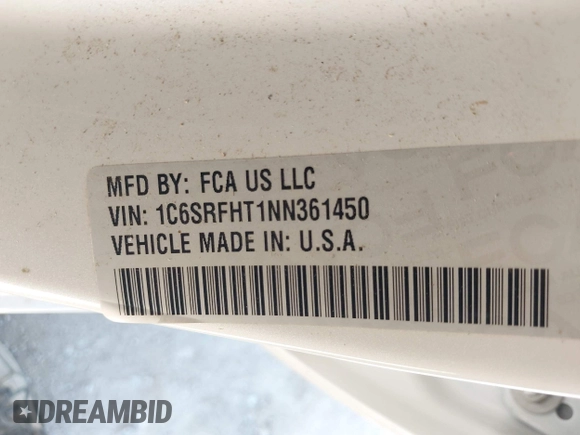 MFD BY: FCA US LLC
VIN: 1C6SRFHT1NN361450
VEHICLE MADE IN: U.S.A.
DREAMBID